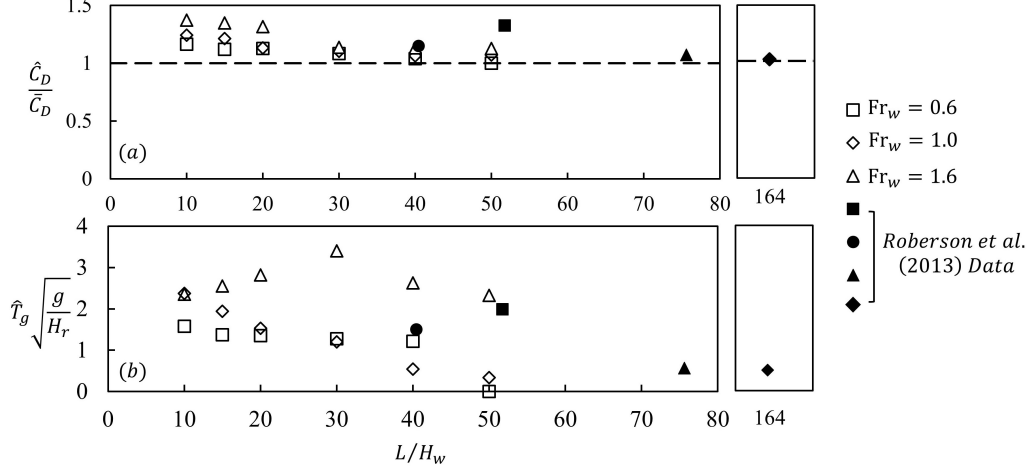 1.5
1
0.5
0
Ĉ_D
C̄_D
(a)
0 10 20 30 40 50 60 70 80
164
4
3
2
1
0
T̂_g √ g
H_r
(b)
0 10 20 30 40 50 60 70 80
164
L/H_w
Fr_w = 0.6
Fr_w = 1.0
Fr_w = 1.6
Roberson et al.
(2013) Data